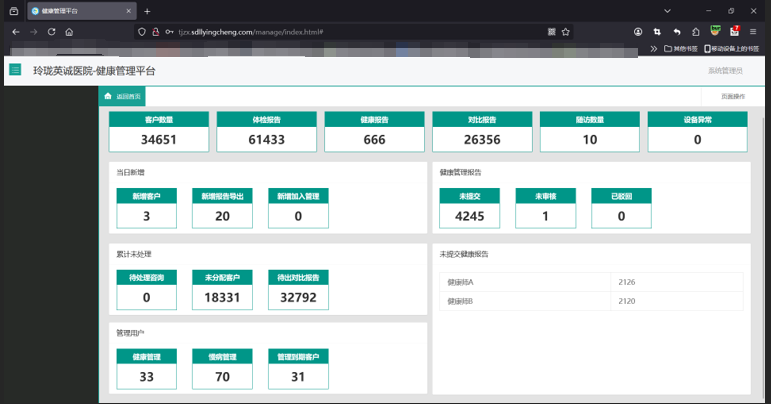 健康管理平台
tjzx.sdllyingcheng.com/manage/index.html#
其他书签 移动设备上的书签
玲珑英诚医院-健康管理平台 系统管理员
返回首页 页面操作
客户数量 体检报告 健康报告 对比报告 随访数量 设备异常
34651 61433 666 26356 10 0
当日新增 健康管理报告
新增客户 新增报告导出 新增加入管理 未提交 未审核 已驳回
3 20 0 4245 1 0
累计未处理 未提交健康报告
待处理咨询 未分配客户 待出对比报告
0 18331 32792
健康师A 2126
健康师B 2120
管理用户
健康管理 慢病管理 管理到期客户
33 70 31